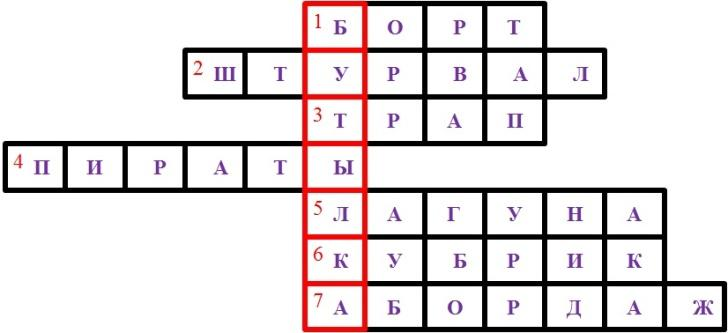 1 Б О Р Т
2 Ш Т У Р В А Л
3 Т Р А П
4 П И Р А Т Ы
5 Л А Г У Н А
6 К У Б Р И К
7 А Б О Р Д А Ж